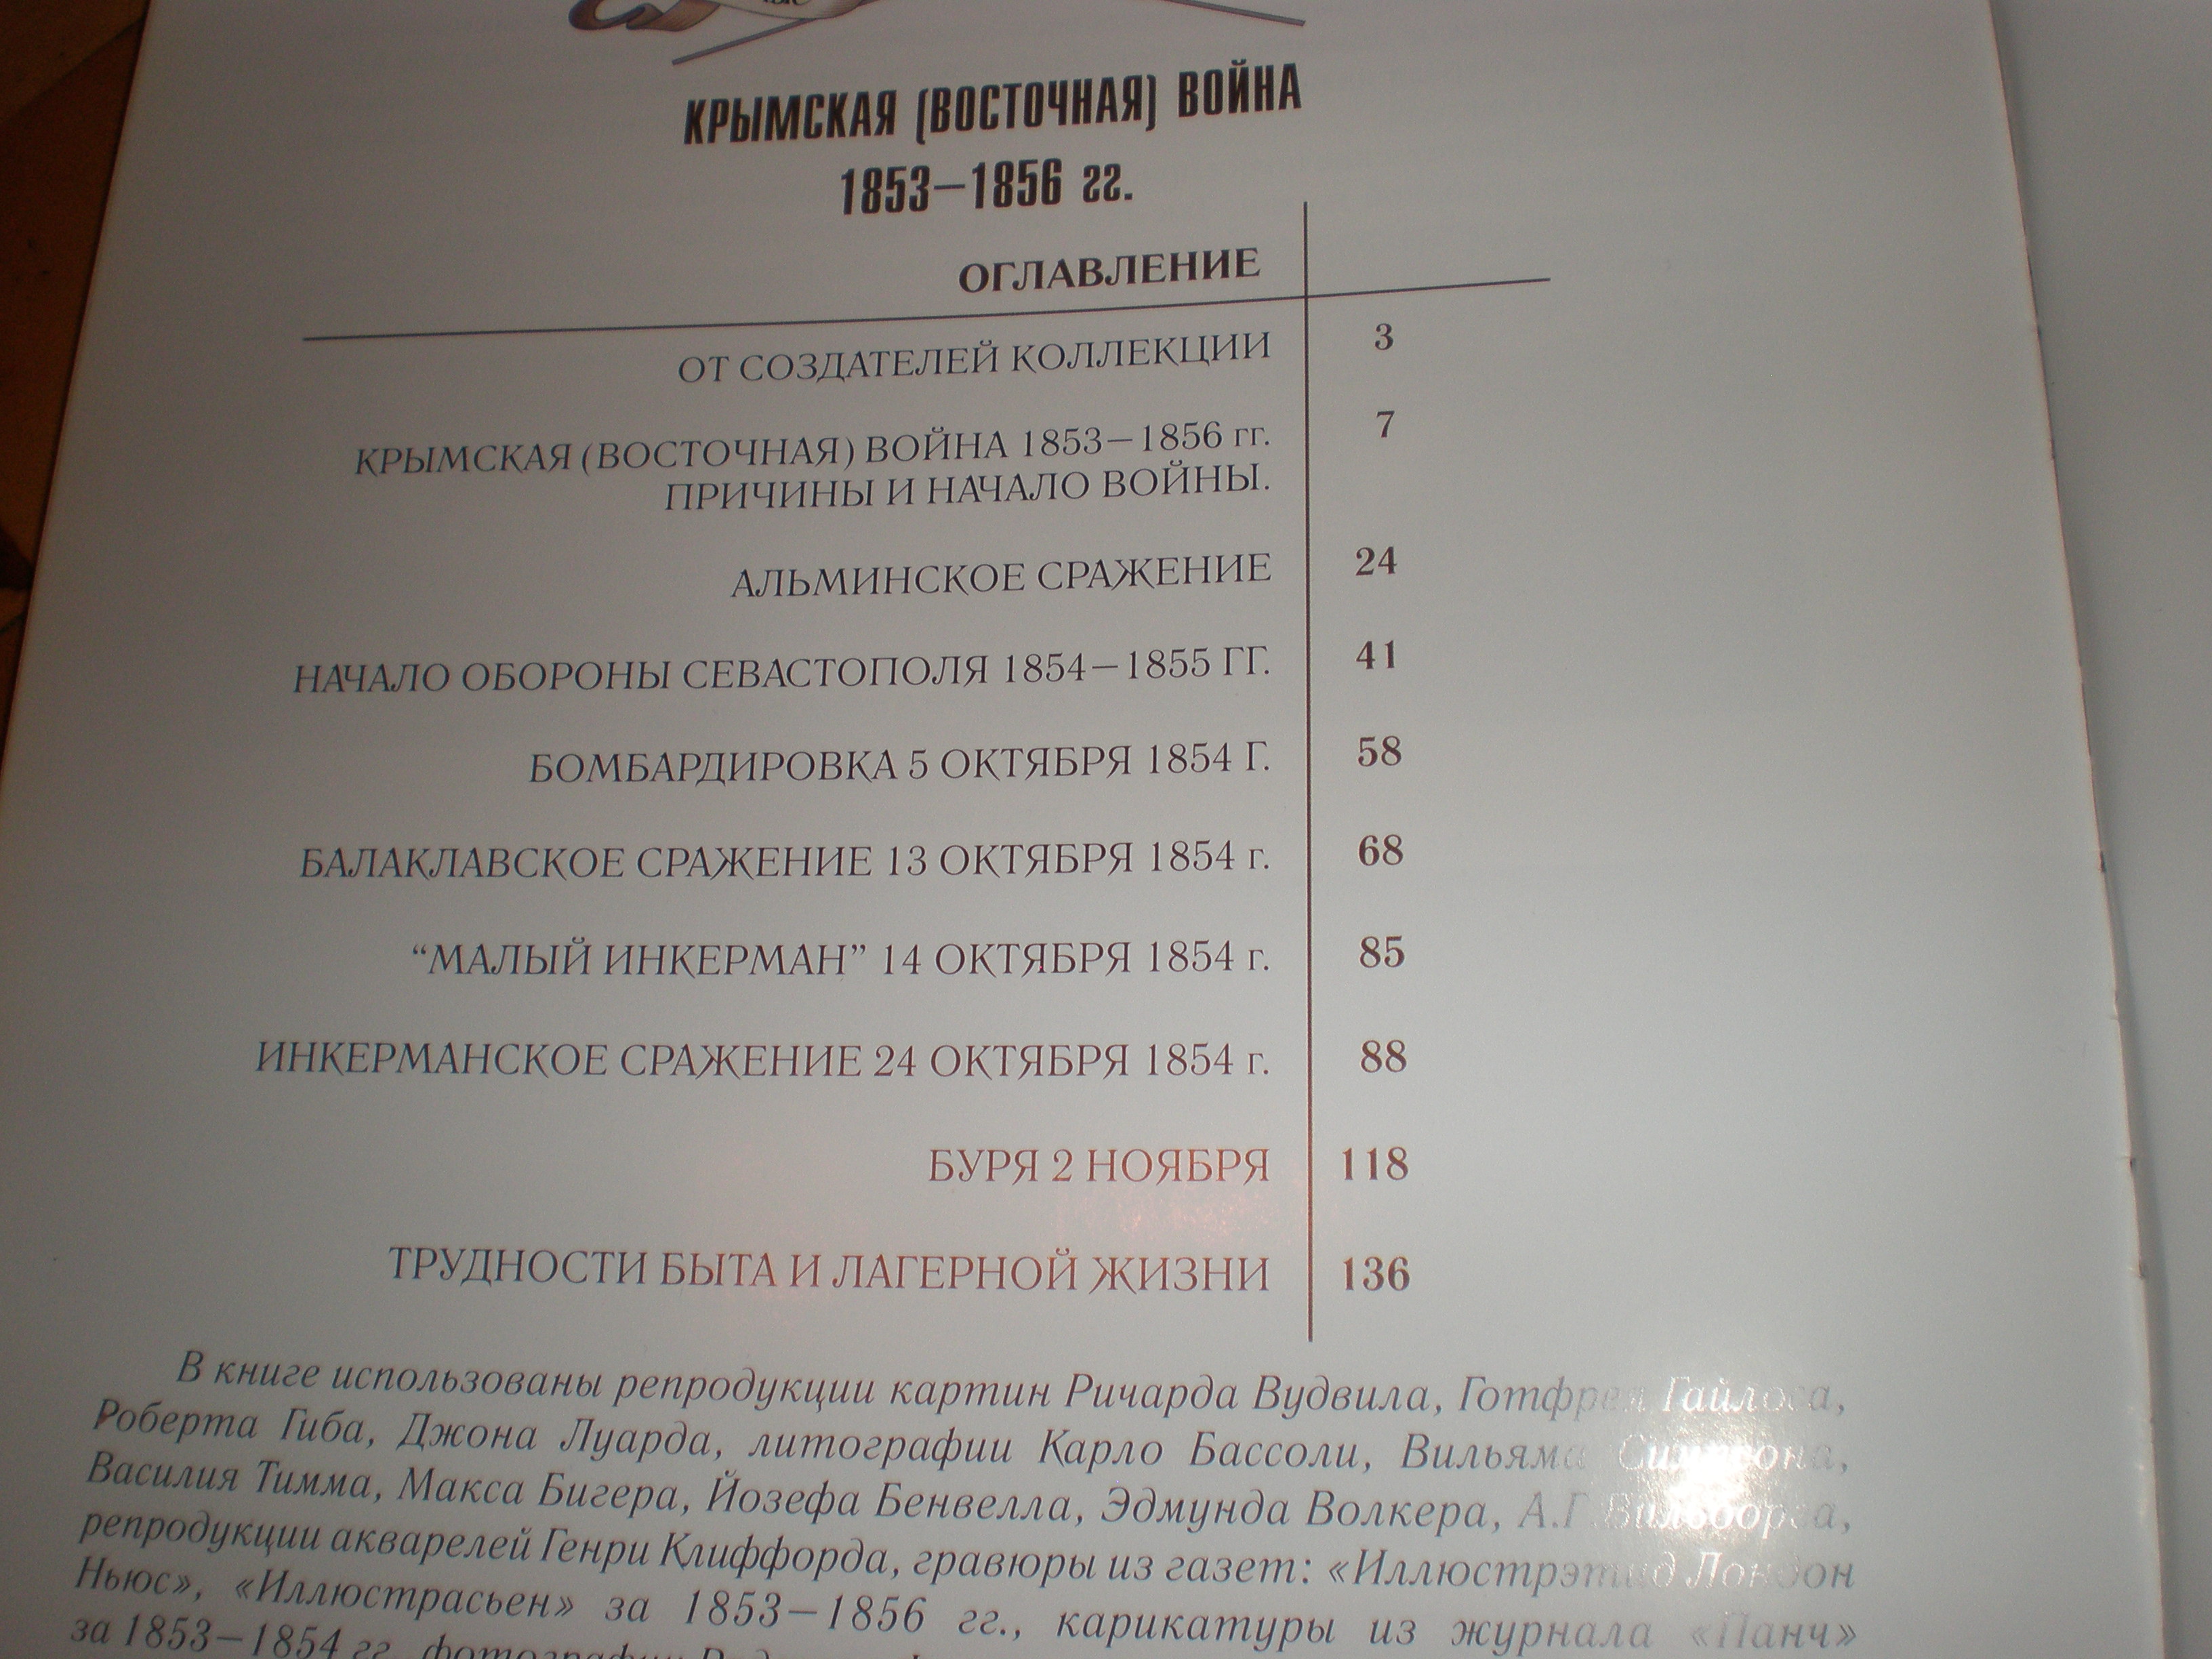 КРЫМСКАЯ (ВОСТОЧНАЯ) ВОЙНА
1853–1856 гг.
ОГЛАВЛЕНИЕ
ОТ СОЗДАТЕЛЕЙ КОЛЛЕКЦИИ 3
КРЫМСКАЯ (ВОСТОЧНАЯ) ВОЙНА 1853–1856 гг. 7
ПРИЧИНЫ И НАЧАЛО ВОЙНЫ.
АЛЬМИНСКОЕ СРАЖЕНИЕ 24
НАЧАЛО ОБОРОНЫ СЕВАСТОПОЛЯ 1854–1855 ГГ. 41
БОМБАРДИРОВКА 5 ОКТЯБРЯ 1854 Г. 58
БАЛАКЛАВСКОЕ СРАЖЕНИЕ 13 ОКТЯБРЯ 1854 г. 68
“МАЛЫЙ ИНКЕРМАН” 14 ОКТЯБРЯ 1854 г. 85
ИНКЕРМАНСКОЕ СРАЖЕНИЕ 24 ОКТЯБРЯ 1854 г. 88
БУРЯ 2 НОЯБРЯ 118
ТРУДНОСТИ БЫТА И ЛАГЕРНОЙ ЖИЗНИ 136
В книге использованы репродукции картин Ричарда Вудвила,
Роберта Гиба, Джона Луарда, литографии Карло Бассоли, Вильяма
Василия Тимма, Макса Бигера, Йозефа Бенвелла, Эдмунда Волкера, А.Г.
репродукции акварелей Генри Клиффорда, гравюры из газет: «Иллюстрэтид Лондон
Ньюс», «Иллюстрасьен» за 1853–1856 гг., карикатуры из журнала «Панч»
за 1853–1854 гг. фотографии